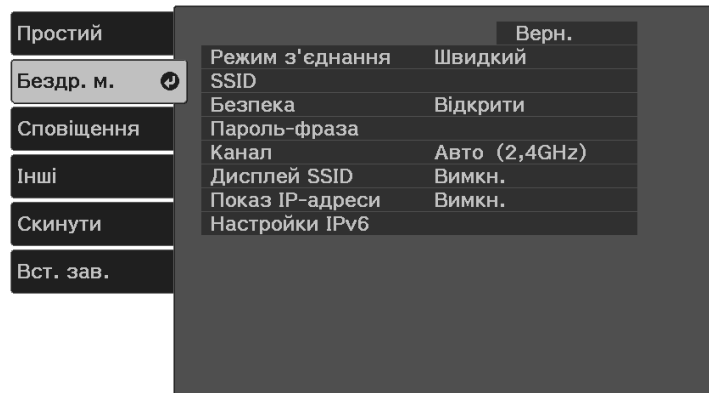 Простий
Бездр. м.
Сповіщення
Інші
Скинути
Вст. зав.
Верн.
Режим з'єднання Швидкий
SSID
Безпека Відкрити
Пароль-фраза
Канал Авто (2,4GHz)
Дисплей SSID Вимкн.
Показ IP-адреси Вимкн.
Настройки IPv6